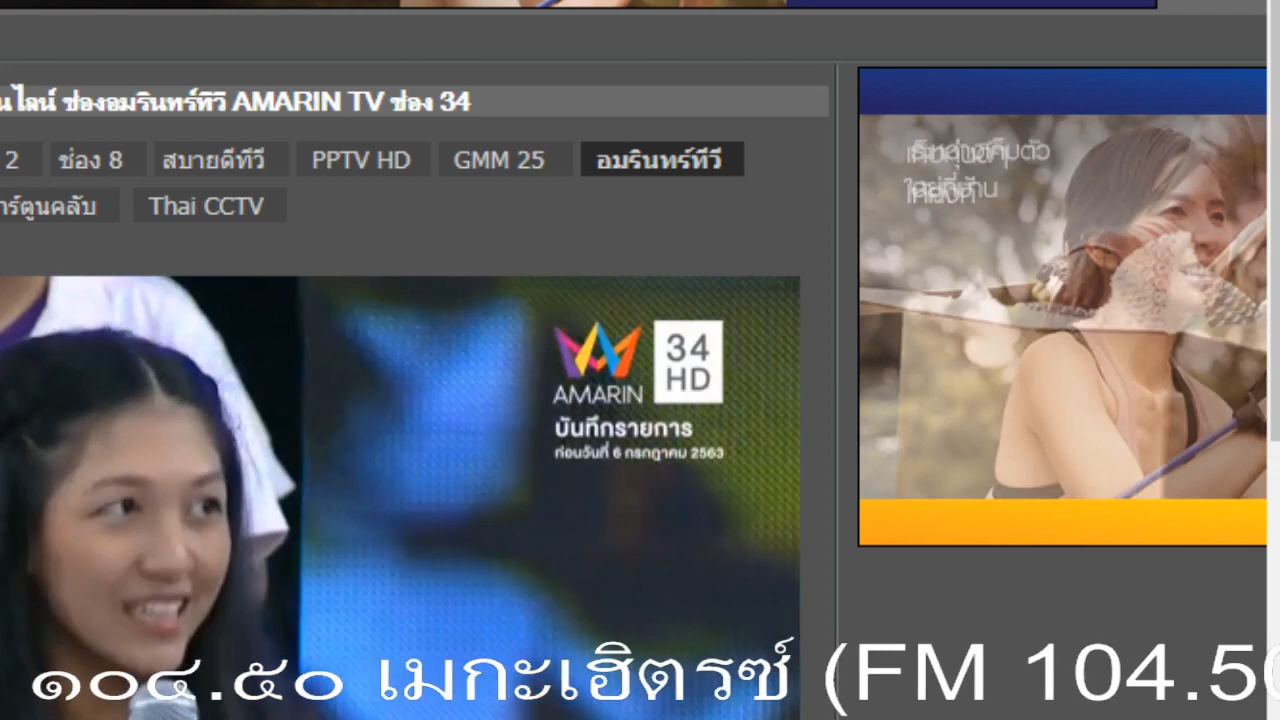 นไลน์ ช่องอมรินทร์ทีวี AMARIN TV ช่อง 34
2 ช่อง 8 สบายดีทีวี PPTV HD GMM 25 อมรินทร์ทีวี
าร์ตูนคลับ Thai CCTV
34
HD
AMARIN
บันทึกรายการ
ก่อนวันที่ 6 กรกฎาคม 2563
๑๐๔.๕๐ เมกะเฮิตรซ์ (FM 104.50